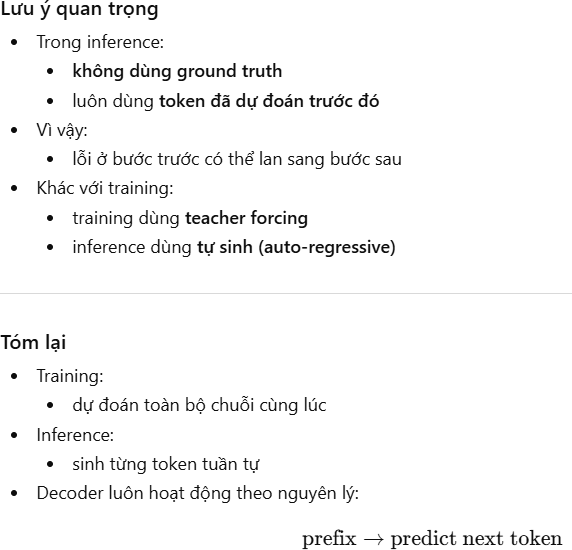 Lưu ý quan trọng
Trong inference:
không dùng ground truth
luôn dùng token đã dự đoán trước đó
Vì vậy:
lỗi ở bước trước có thể lan sang bước sau
Khác với training:
training dùng teacher forcing
inference dùng tự sinh (auto-regressive)
Tóm lại
Training:
dự đoán toàn bộ chuỗi cùng lúc
Inference:
sinh từng token tuần tự
Decoder luôn hoạt động theo nguyên lý:
prefix → predict next token